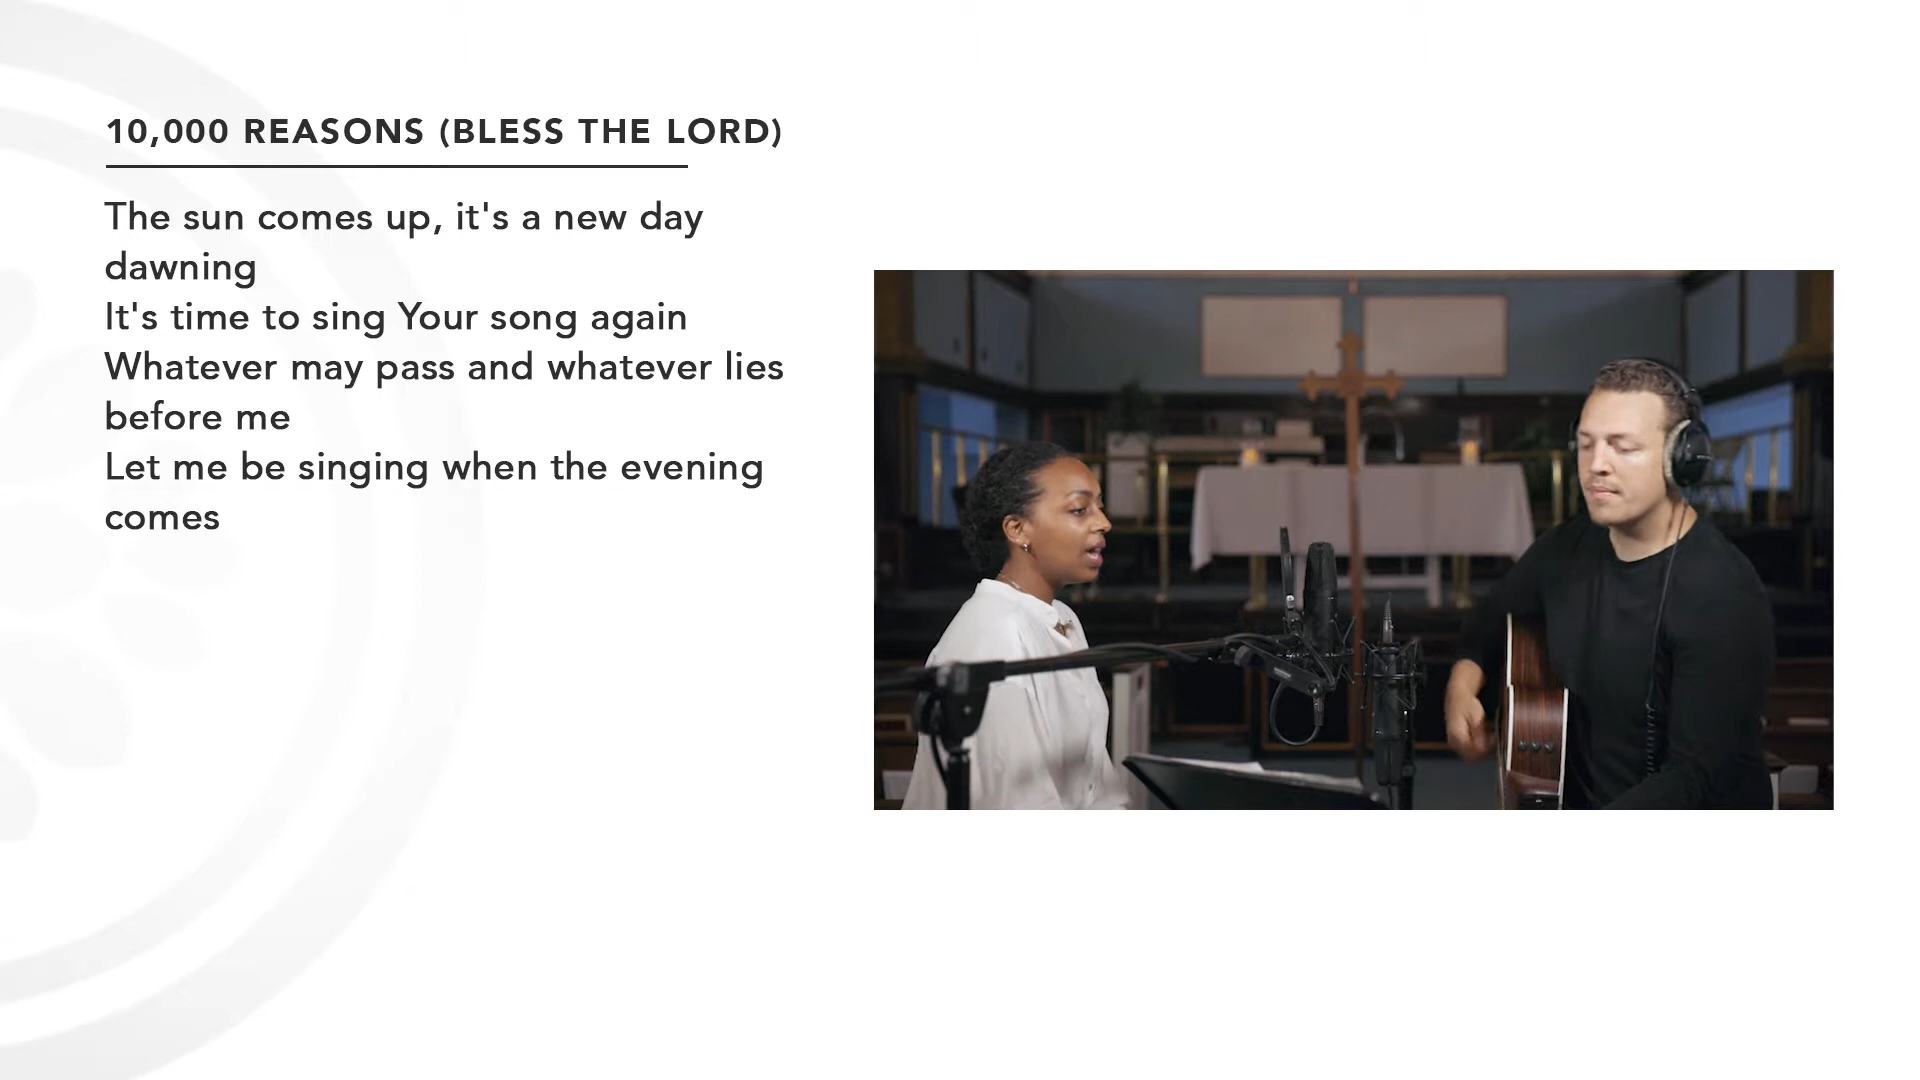 10,000 REASONS (BLESS THE LORD)
The sun comes up, it's a new day
dawning
It's time to sing Your song again
Whatever may pass and whatever lies
before me
Let me be singing when the evening
comes